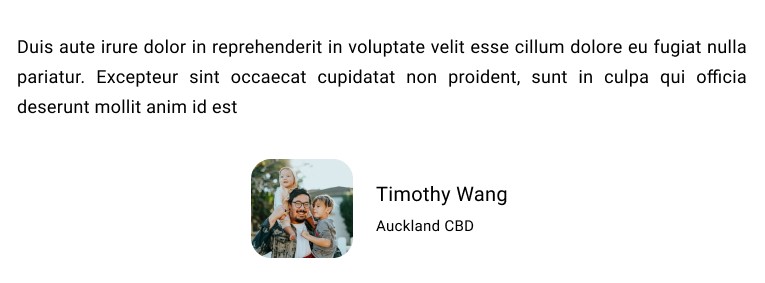 Duis aute irure dolor in reprehenderit in voluptate velit esse cillum dolore eu fugiat nulla
pariatur. Excepteur sint occaecat cupidatat non proident, sunt in culpa qui officia
deserunt mollit anim id est
Timothy Wang
Auckland CBD